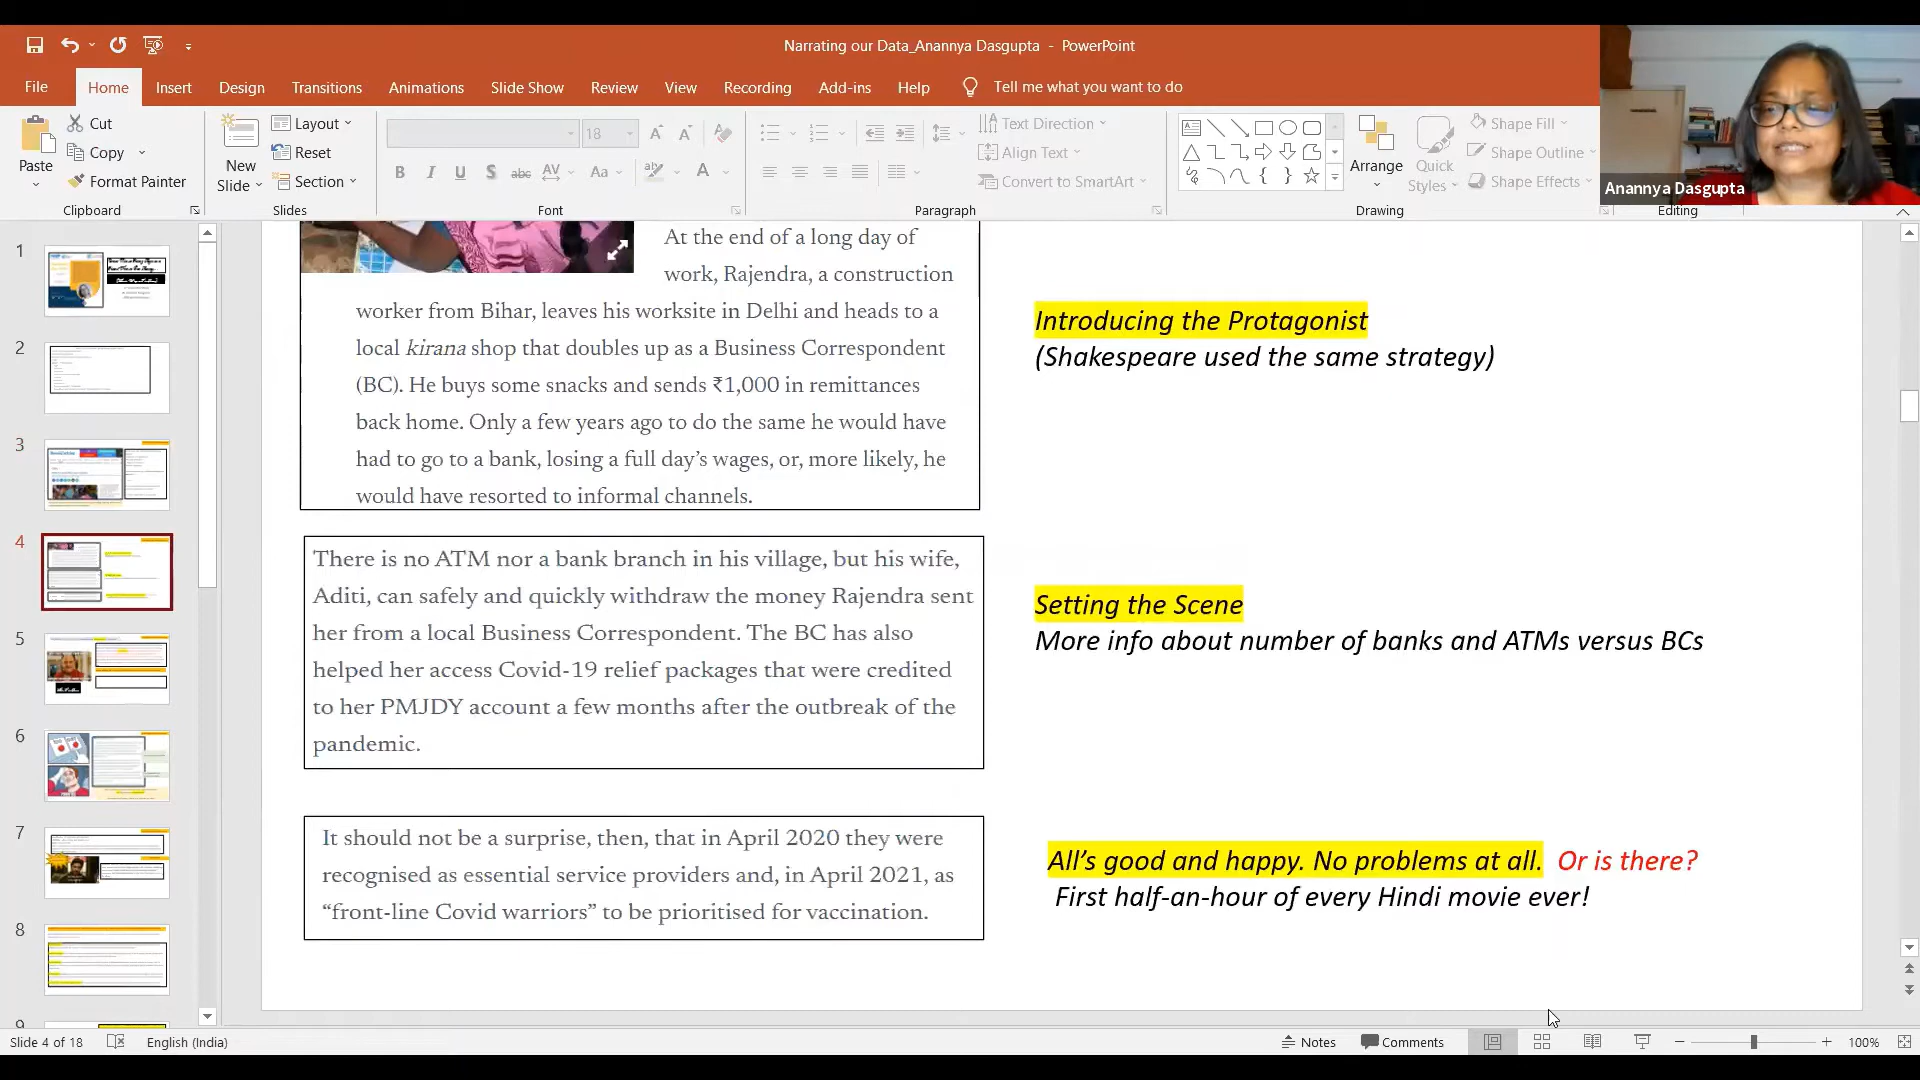 Narrating our Data_Anannya Dasgupta - PowerPoint
File Home Insert Design Transitions Animations Slide Show Review View Recording Add-ins Help Tell me what you want to do
Paste
Cut
Copy
Format Painter
Clipboard
New Slide
Layout
Reset
Section
Slides
18
B I U S abc AV Aa A
Font
Text Direction
Align Text
Convert to SmartArt
Paragraph
Arrange
Quick Styles
Shape Fill
Shape Outline
Shape Effects
Drawing
Editing
Anannya Dasgupta
1
2
3
4
5
6
7
8
9
At the end of a long day of
work, Rajendra, a construction
worker from Bihar, leaves his worksite in Delhi and heads to a
local kirana shop that doubles up as a Business Correspondent
(BC). He buys some snacks and sends ₹1,000 in remittances
back home. Only a few years ago to do the same he would have
had to go to a bank, losing a full day’s wages, or, more likely, he
would have resorted to informal channels.
Introducing the Protagonist
(Shakespeare used the same strategy)
There is no ATM nor a bank branch in his village, but his wife,
Aditi, can safely and quickly withdraw the money Rajendra sent
her from a local Business Correspondent. The BC has also
helped her access Covid-19 relief packages that were credited
to her PMJDY account a few months after the outbreak of the
pandemic.
Setting the Scene
More info about number of banks and ATMs versus BCs
It should not be a surprise, then, that in April 2020 they were
recognised as essential service providers and, in April 2021, as
“front-line Covid warriors” to be prioritised for vaccination.
All’s good and happy. No problems at all. Or is there?
First half-an-hour of every Hindi movie ever!
Slide 4 of 18 English (India) Notes Comments 100%